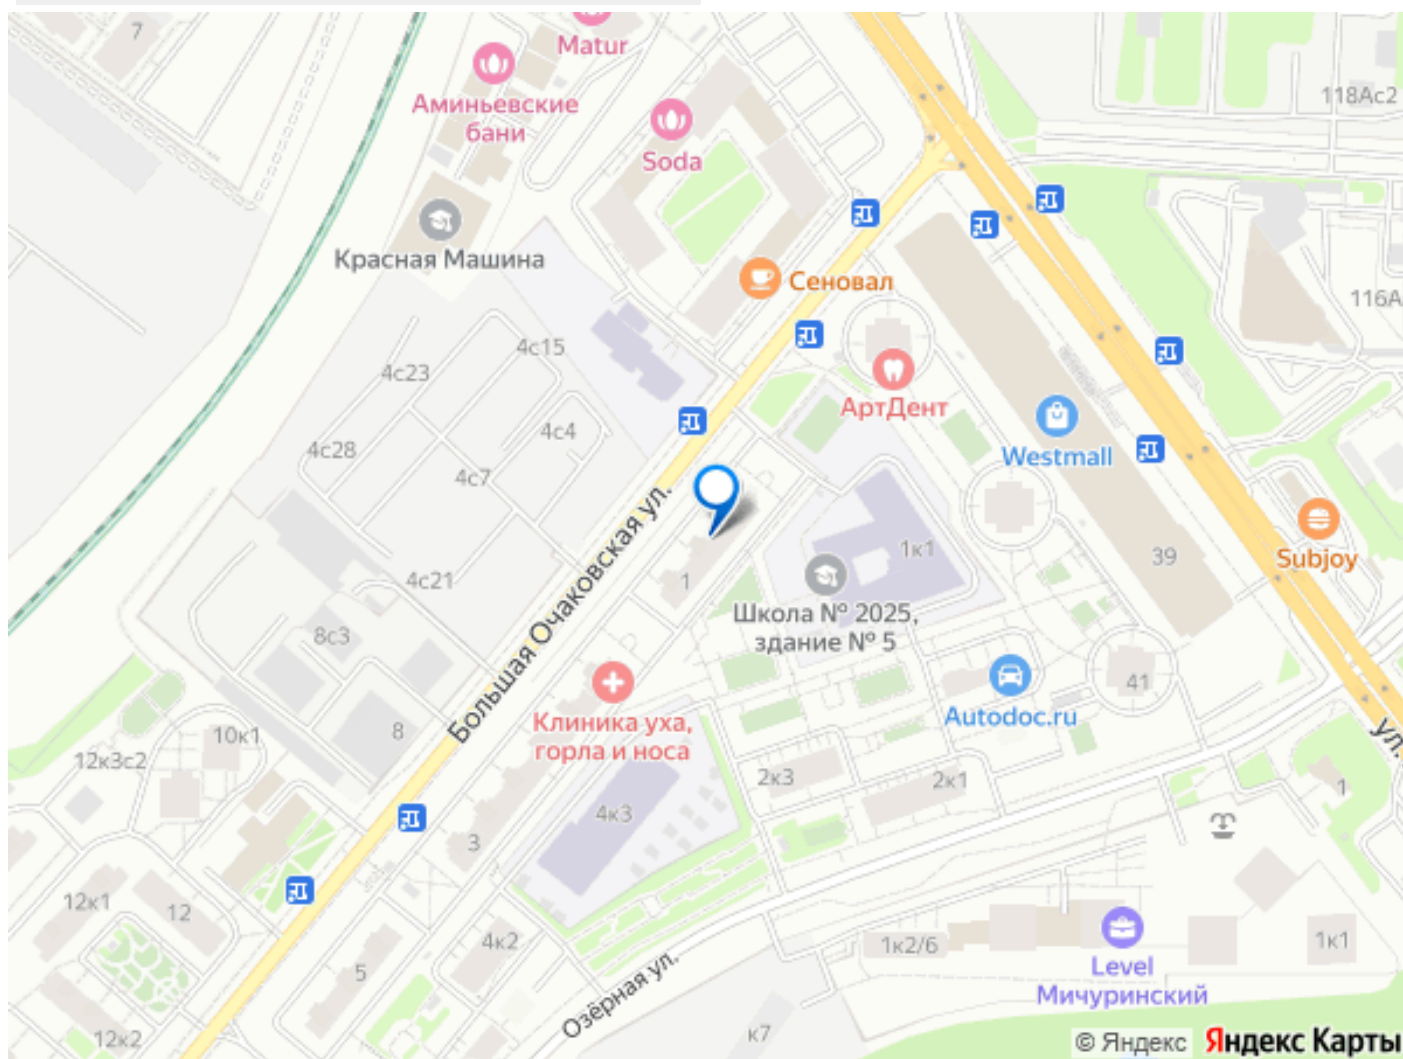 7
Matur
Аминьевские
бани
Soda
118Ас2
Красная Машина
Сеновал
116А
4с15
4с23
АртДент
4с4
4с28
Westmall
4с7
Большая Очаковская ул.
1к1
39
Subjoy
4с21
1
Школа № 2025,
здание № 5
8с3
41
Клиника уха,
горла и носа
Autodoc.ru
ул.
8
10к1
12к3с2
2к3
2к1
1
4к3
3
12к1
12
4к2
1к2/6
1к1
5
Level
Мичуринский
Озёрная ул.
12к2
к7
© Яндекс Яндекс Карты